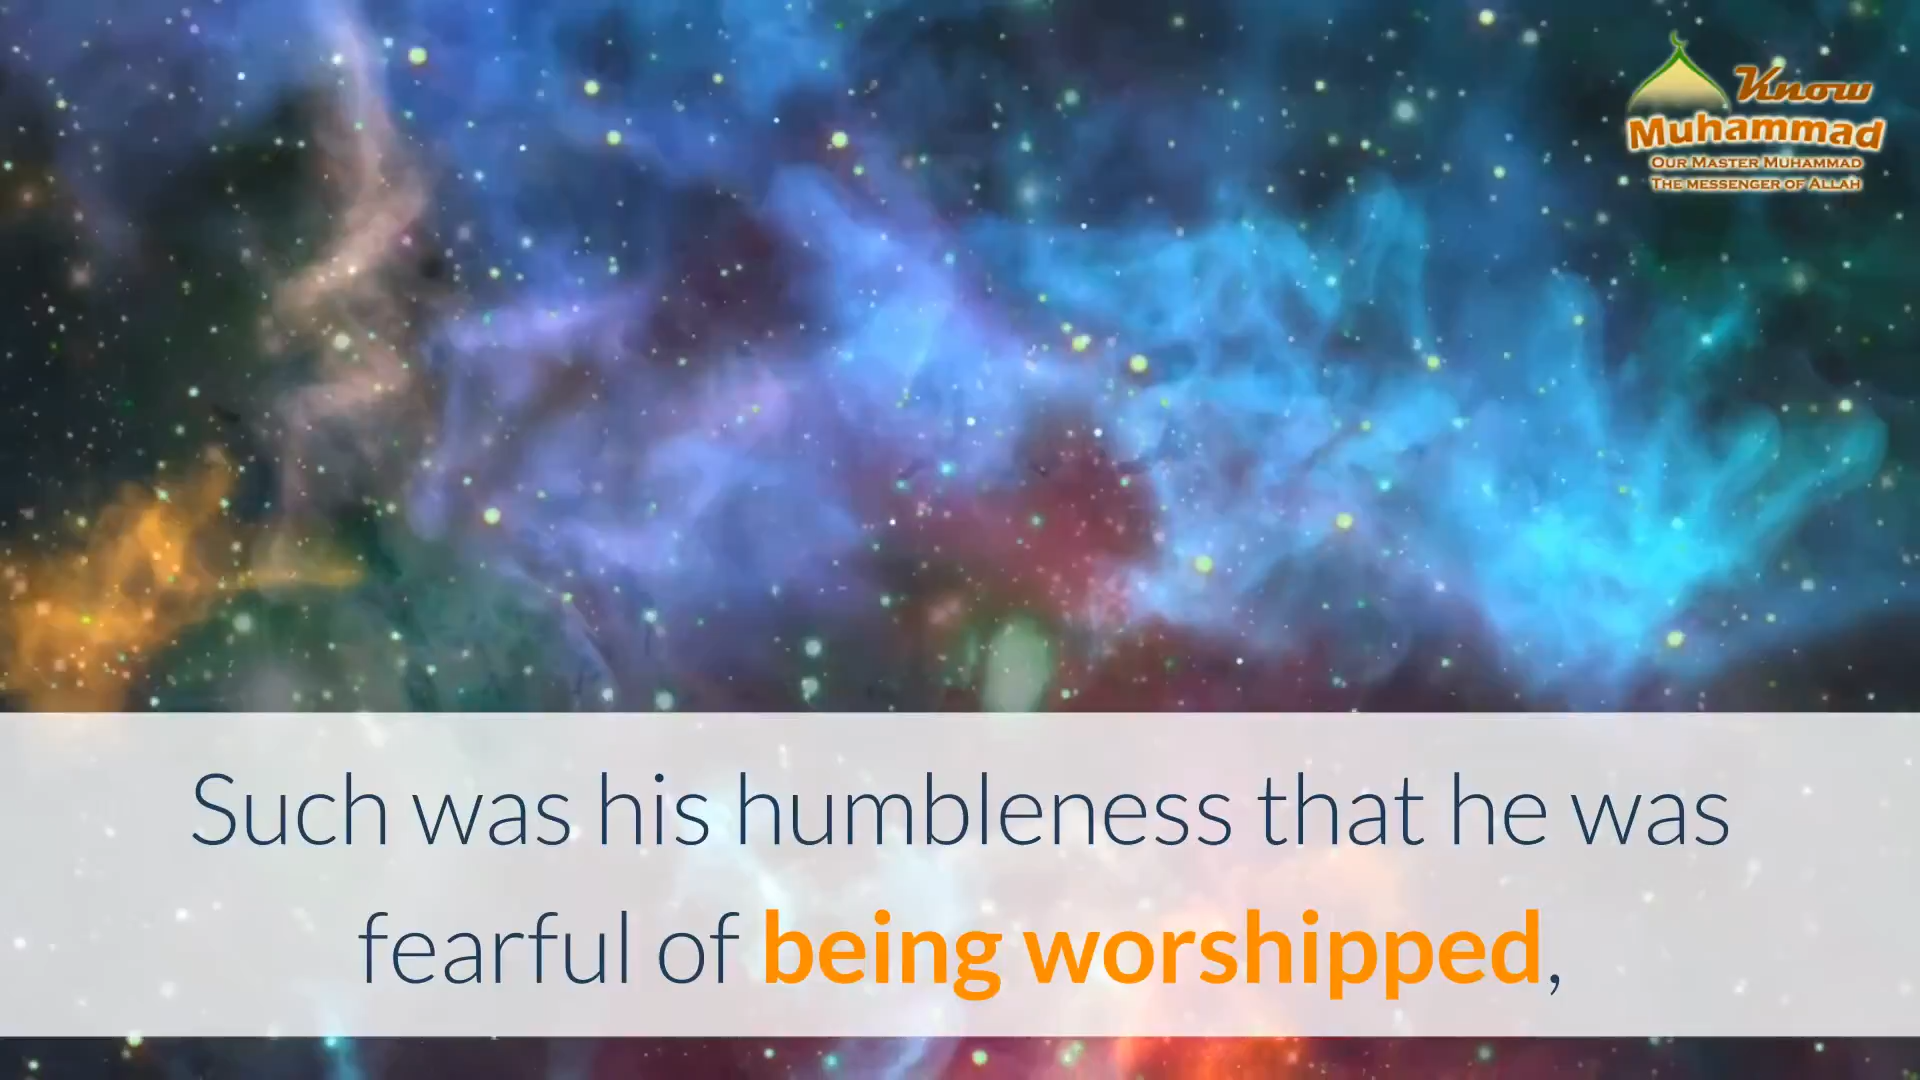 Know
Muhammad
OUR MASTER MUHAMMAD
THE MESSENGER OF ALLAH
Such was his humbleness that he was
fearful of being worshipped,